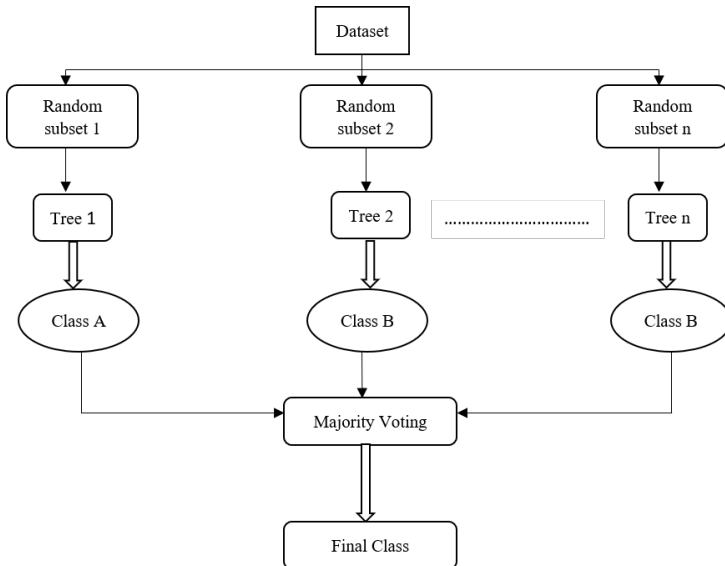 Dataset
Random
subset 1
Random
subset 2
Random
subset n
Tree 1
Tree 2
................................
Tree n
Class A
Class B
Class B
Majority Voting
Final Class